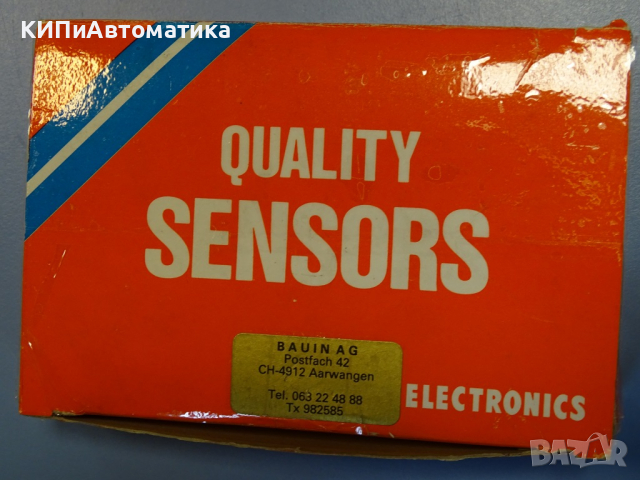 КИПиАвтоматика
QUALITY
SENSORS
BAUIN AG
Postfach 42
CH-4912 Aarwangen
Tel. 063 22 48 88
Tx 982585
ELECTRONICS
BAZAR